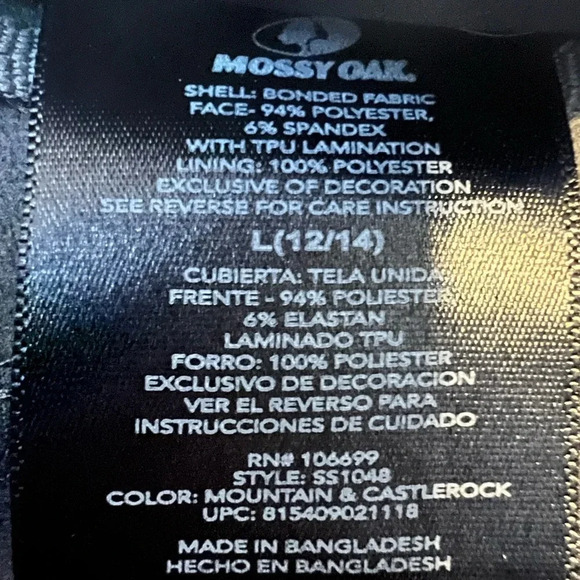 MOSSY OAK.
SHELL: BONDED FABRIC
FACE- 94% POLYESTER,
6% SPANDEX
WITH TPU LAMINATION
LINING: 100% POLYESTER
EXCLUSIVE OF DECORATION
SEE REVERSE FOR CARE INSTRUCTION
L(12/14)
CUBIERTA: TELA UNIDA
FRENTE - 94% POLIESTER,
6% ELASTAN
LAMINADO TPU
FORRO: 100% POLIESTER
EXCLUSIVO DE DECORACION
VER EL REVERSO PARA
INSTRUCCIONES DE CUIDADO
RN# 106699
STYLE: SS1048
COLOR: MOUNTAIN & CASTLEROCK
UPC: 815409021118
MADE IN BANGLADESH
HECHO EN BANGLADESH